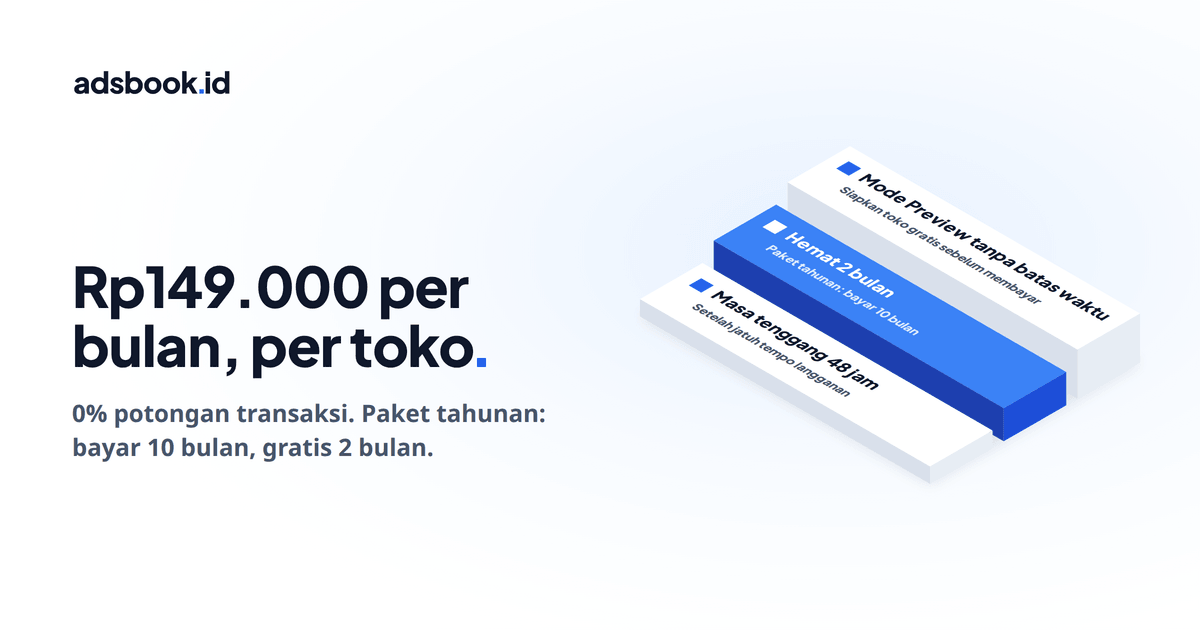 adsbook.id
Rp149.000 per
bulan, per toko.
0% potongan transaksi. Paket tahunan:
bayar 10 bulan, gratis 2 bulan.
Mode Preview tanpa batas waktu
Siapkan toko gratis sebelum membayar
Hemat 2 bulan
Paket tahunan: bayar 10 bulan
Masa tenggang 48 jam
Setelah jatuh tempo langganan